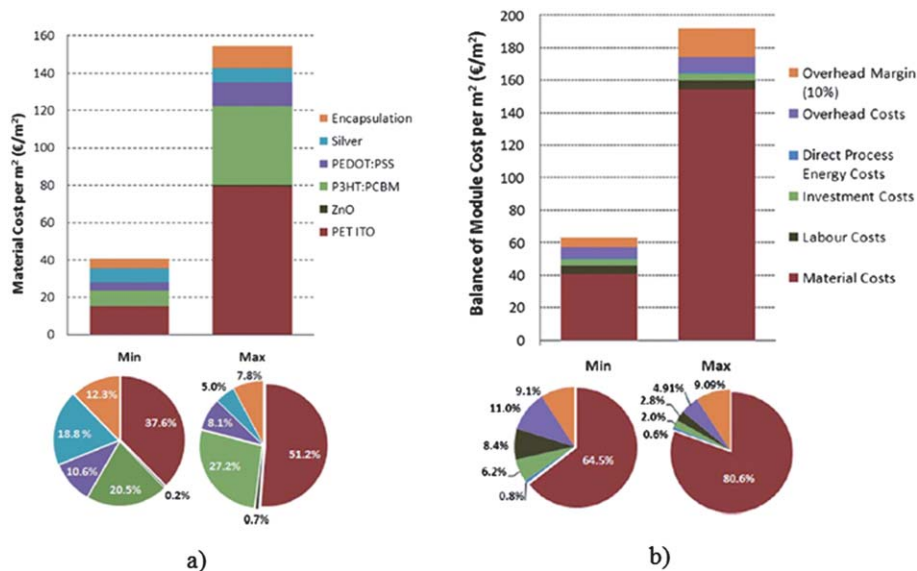 Material Cost per m² (€/m²)
160
140
120
100
80
60
40
20
0
Encapsulation
Silver
PEDOT:PSS
P3HT:PCBM
ZnO
PET ITO
Min
Max
12.3%
37.6%
18.8%
10.6%
20.5%
0.2%
7.8%
5.0%
8.1%
51.2%
27.2%
0.7%
a)
Balance of Module Cost per m² (€/m²)
200
180
160
140
120
100
80
60
40
20
0
Overhead Margin
(10%)
Overhead Costs
Direct Process
Energy Costs
Investment Costs
Labour Costs
Material Costs
Min
Max
9.1%
11.0%
8.4%
6.2%
0.8%
64.5%
9.09%
4.91%
2.8%
2.0%
0.6%
80.6%
b)